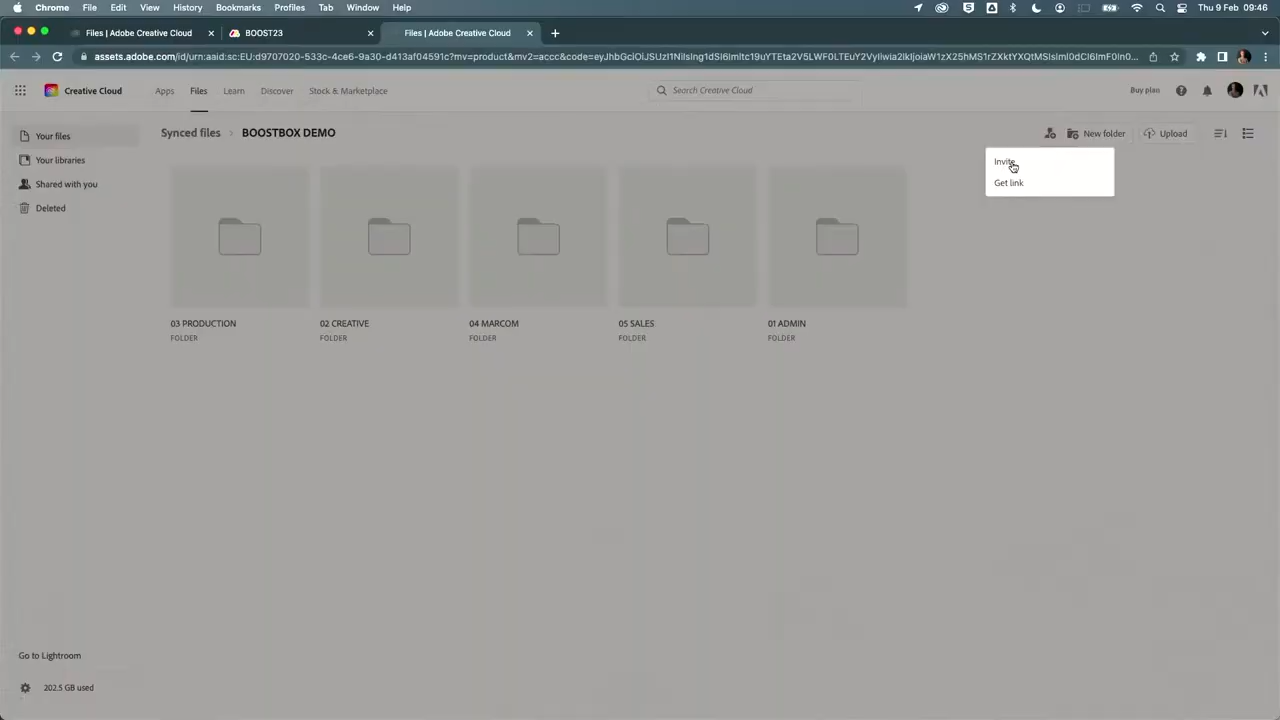 Chrome File Edit View History Bookmarks Profiles Tab Window Help Thu 9 Feb 09:46
Files | Adobe Creative Cloud BOOST23 Files | Adobe Creative Cloud
Creative Cloud Apps Files Learn Discover Stock & Marketplace Search Creative Cloud Buy plan
Your files
Your libraries
Shared with you
Deleted
Synced files > BOOSTBOX DEMO New folder Upload
Invite
Get link
03 PRODUCTION 02 CREATIVE 04 MARCOM 05 SALES 01 ADMIN
FOLDER FOLDER FOLDER FOLDER FOLDER
Go to Lightroom
202.5 GB used